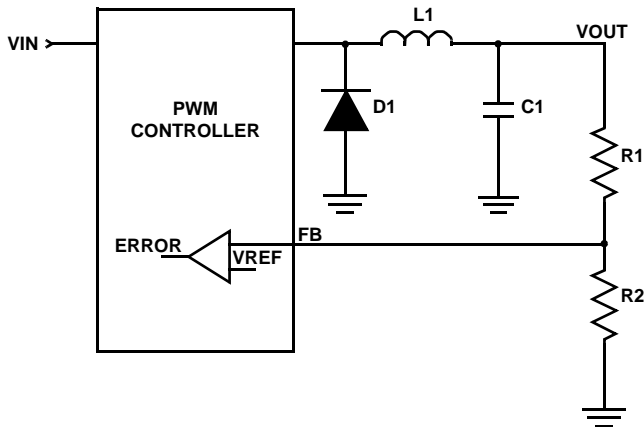 L1
VOUT
VIN
PWM
CONTROLLER
D1
C1
R1
FB
ERROR
VREF
R2